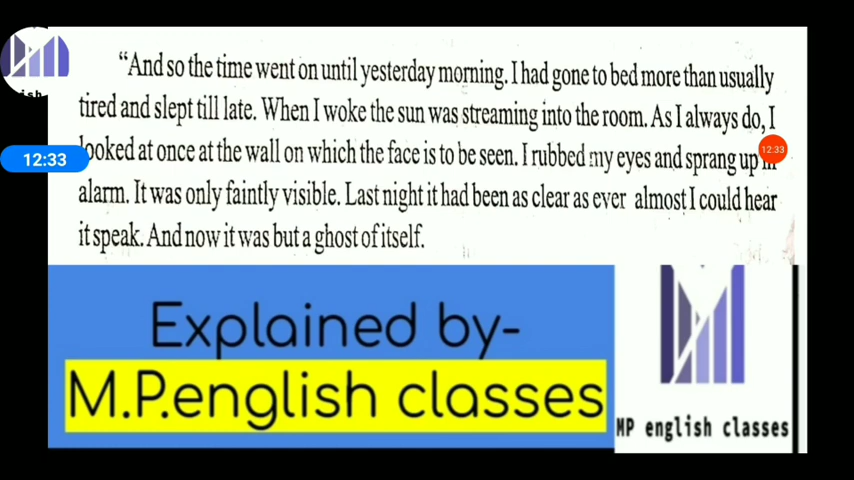 “And so the time went on until yesterday morning. I had gone to bed more than usually
tired and slept till late. When I woke the sun was streaming into the room. As I always do, I
looked at once at the wall on which the face is to be seen. I rubbed my eyes and sprang up in
alarm. It was only faintly visible. Last night it had been as clear as ever almost I could hear
it speak. And now it was but a ghost of itself.
12:33
12:33
Explained by-
M.P.english classes
MP english classes